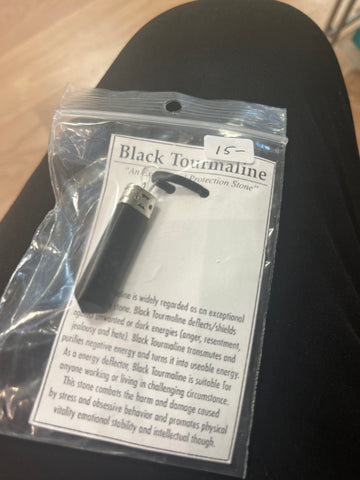 15-
Black Tourmaline
"An Protection Stone"
is widely regarded as an exceptional
stone, Black Tourmaline deflects/shields
against unwanted or dark energies (anger, resentment,
jealousy and hate). Black Tourmaline transmutes and
purifies negative energy and turns it into useable energy.
As a energy deflector, Black Tourmaline is suitable for
anyone working or living in challenging circumstance.
This stone combats the harm and damage caused
by stress and obsessive behavior and promotes physical
vitality emotional stability and intellectual though.